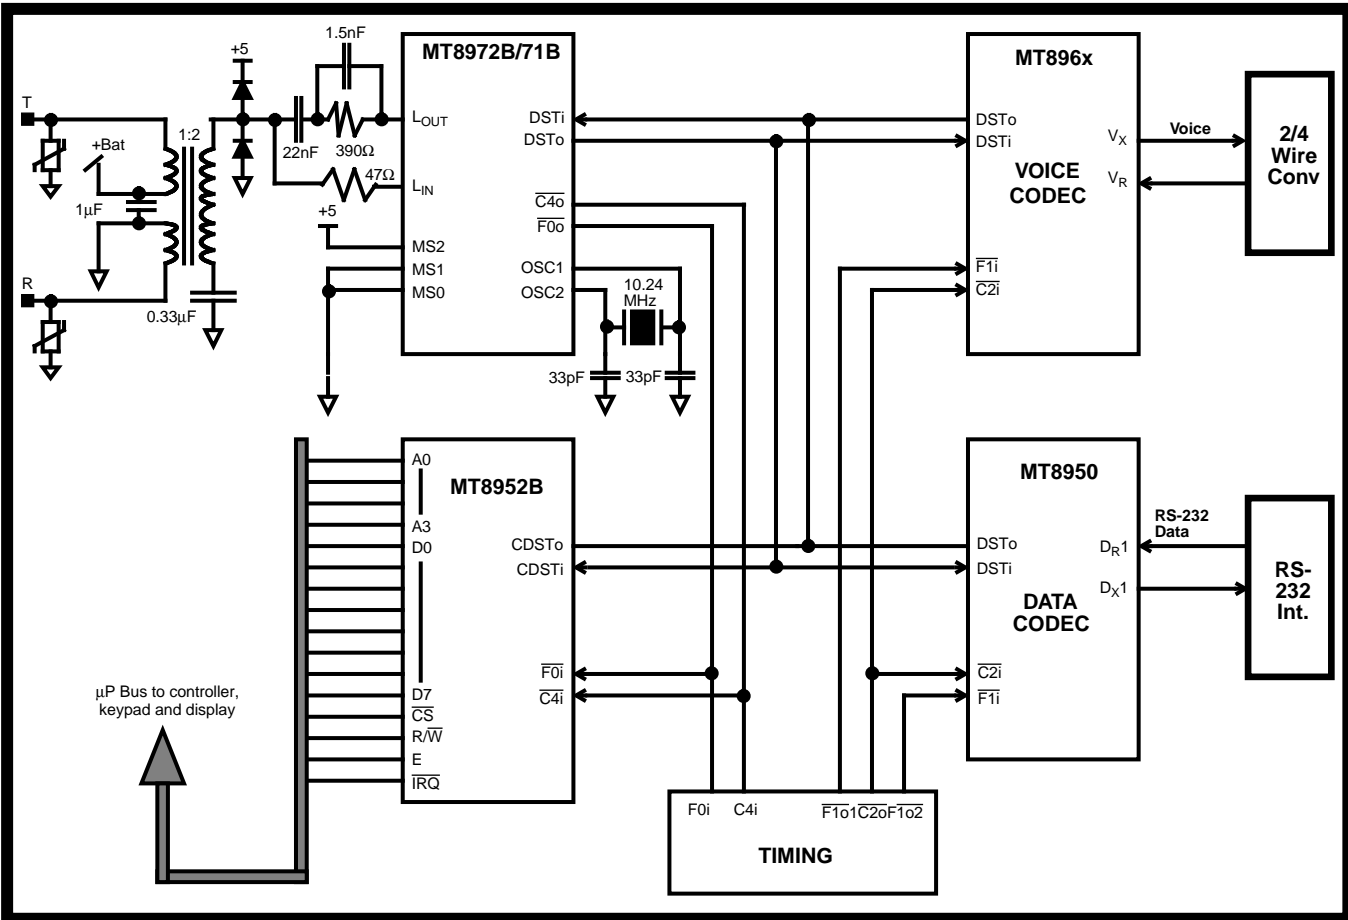 1.5nF
+5
MT8972B/71B
MT896x
T
LOUT
DSTi
DSTo
DSTo
DSTi
1:2
+Bat
22nF
390Ω
47Ω
LIN
VX
Voice
VR
2/4
Wire
Conv
VOICE
CODEC
1µF
+5
C4o
F0o
MS2
MS1
MS0
OSC1
OSC2
10.24
MHz
F1i
C2i
R
0.33µF
33pF
33pF
A0
MT8952B
MT8950
A3
D0
CDSTo
CDSTi
DSTo
DSTi
RS-232
Data
DR1
DX1
RS-
232
Int.
DATA
CODEC
F0i
C4i
C2i
F1i
µP Bus to controller,
keypad and display
D7
CS
R/W
E
IRQ
F0i
C4i
F1o1
C2o
F1o2
TIMING